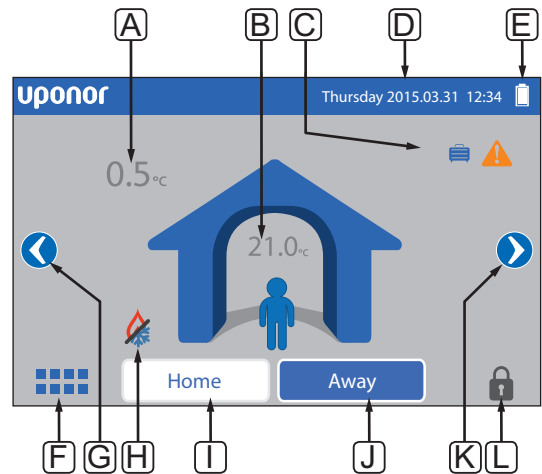 A B C D E
uponor Thursday 2015.03.31 12:34
0.5°C
21.0°C
Home Away
F G H I J K L